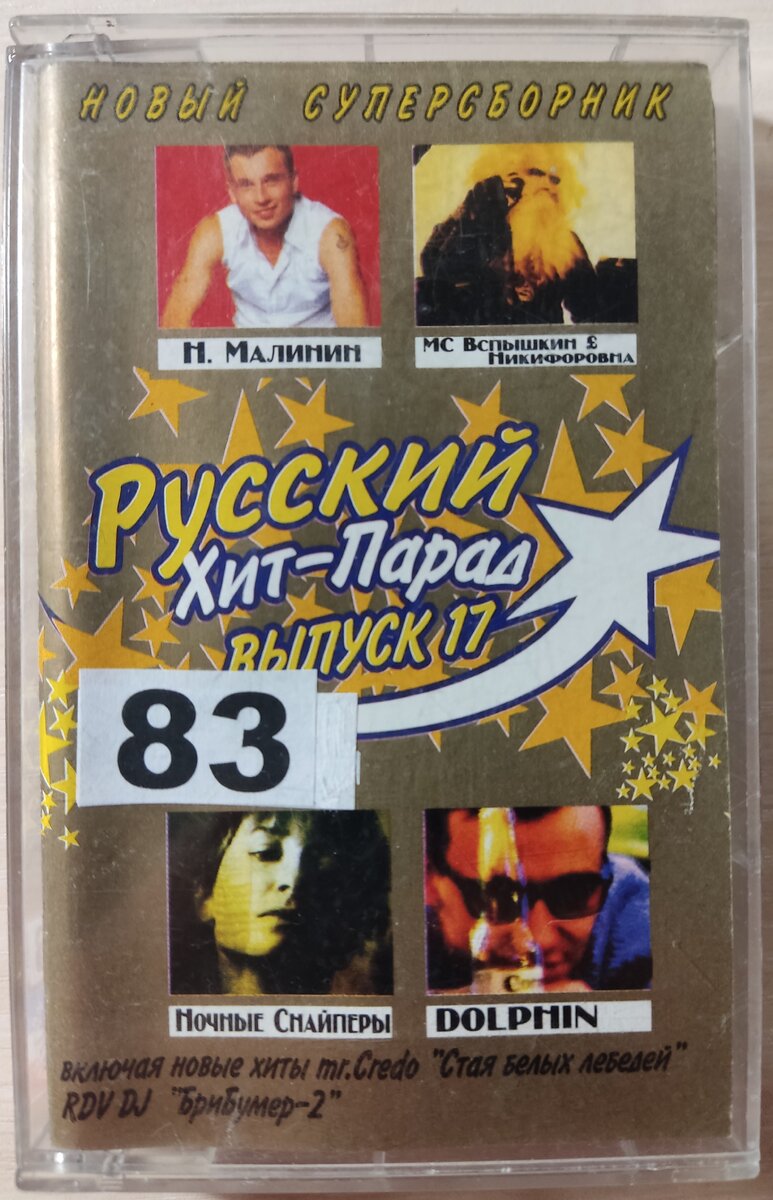 НОВЫЙ СУПЕРСБОРНИК
Н. Малинин
МС Вспышкин £
Никифоровна
Русский
Хит-Парад
ВЫПУСК 17
83
Ночные Снайперы
DOLPHIN
включая новые хиты mr.Credo "Стая белых лебедей"
RDV DJ "БриБумер-2"